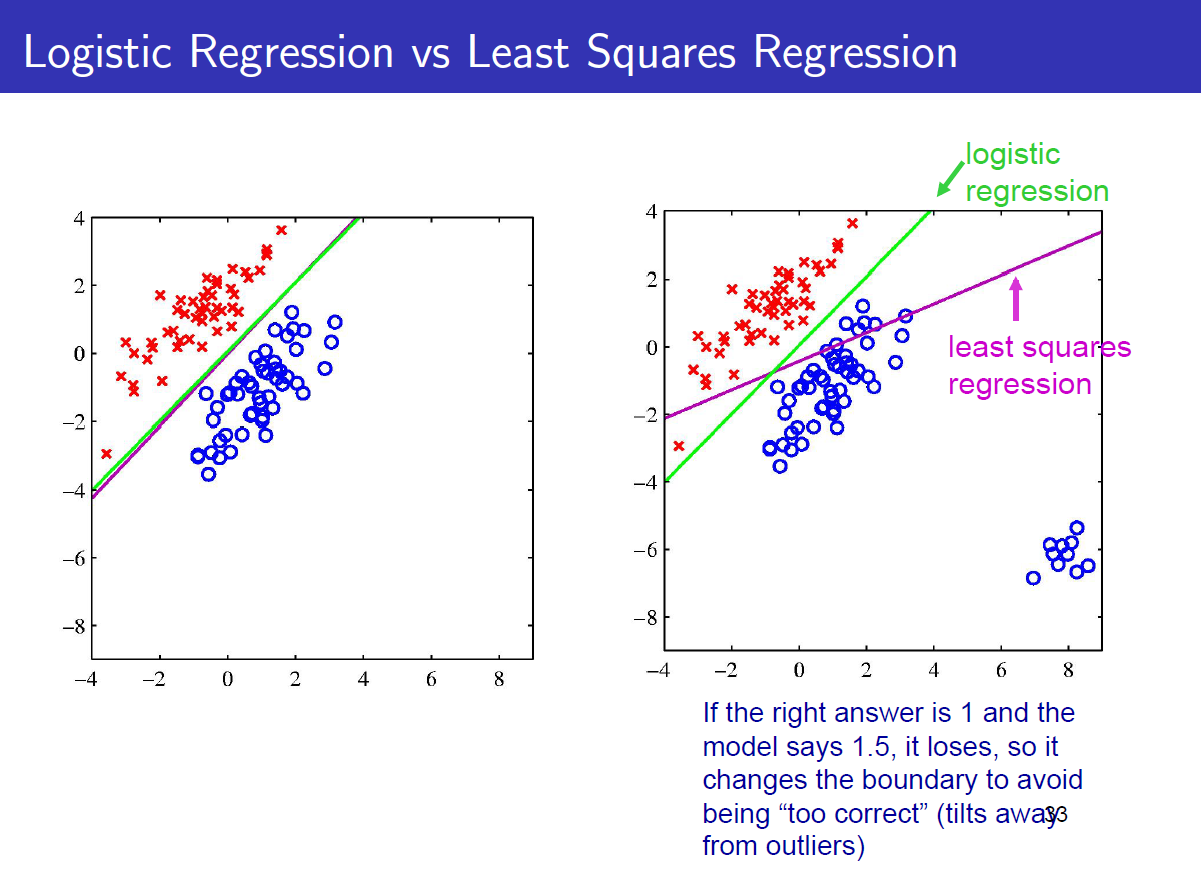 Logistic Regression vs Least Squares Regression
4
2
0
−2
−4
−6
−8
−4 −2 0 2 4 6 8
logistic
regression
4
2
0
−2
−4
−6
−8
least squares
regression
−4 −2 0 2 4 6 8
If the right answer is 1 and the
model says 1.5, it loses, so it
changes the boundary to avoid
being “too correct” (tilts away
from outliers)
33